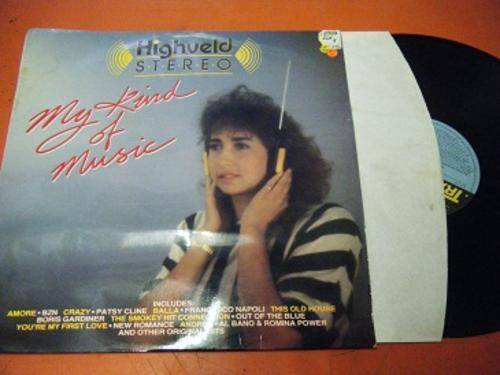 Highveld
STEREO
My Kind
of
Music
INCLUDES:
AMORE • BZN CRAZY • PATSY CLINE DALLA • FRANCESCO NAPOLI THIS OLD HOUSE
BORIS GARDINER THE SMOKEY HIT CONNECTION • OUT OF THE BLUE
YOU'RE MY FIRST LOVE • NEW ROMANCE ANDREA • AL BANO & ROMINA POWER
AND OTHER ORIGINAL HITS